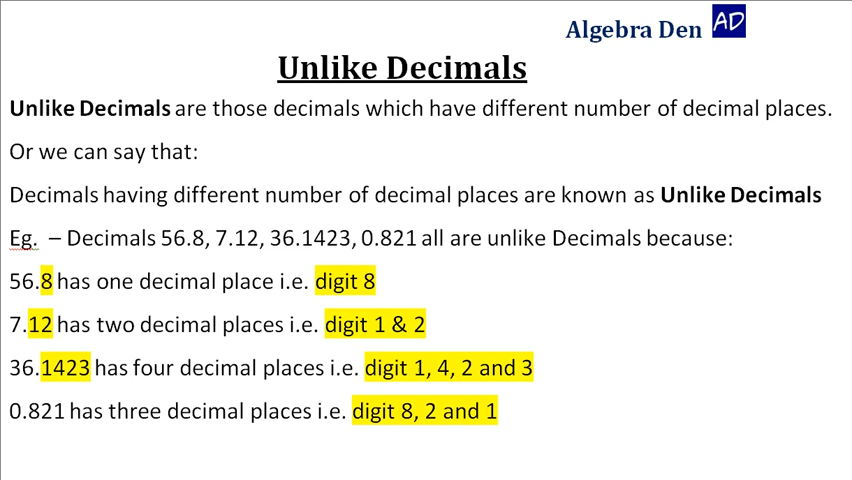 Algebra Den AD
Unlike Decimals
Unlike Decimals are those decimals which have different number of decimal places.
Or we can say that:
Decimals having different number of decimal places are known as Unlike Decimals
Eg. – Decimals 56.8, 7.12, 36.1423, 0.821 all are unlike Decimals because:
56.8 has one decimal place i.e. digit 8
7.12 has two decimal places i.e. digit 1 & 2
36.1423 has four decimal places i.e. digit 1, 4, 2 and 3
0.821 has three decimal places i.e. digit 8, 2 and 1